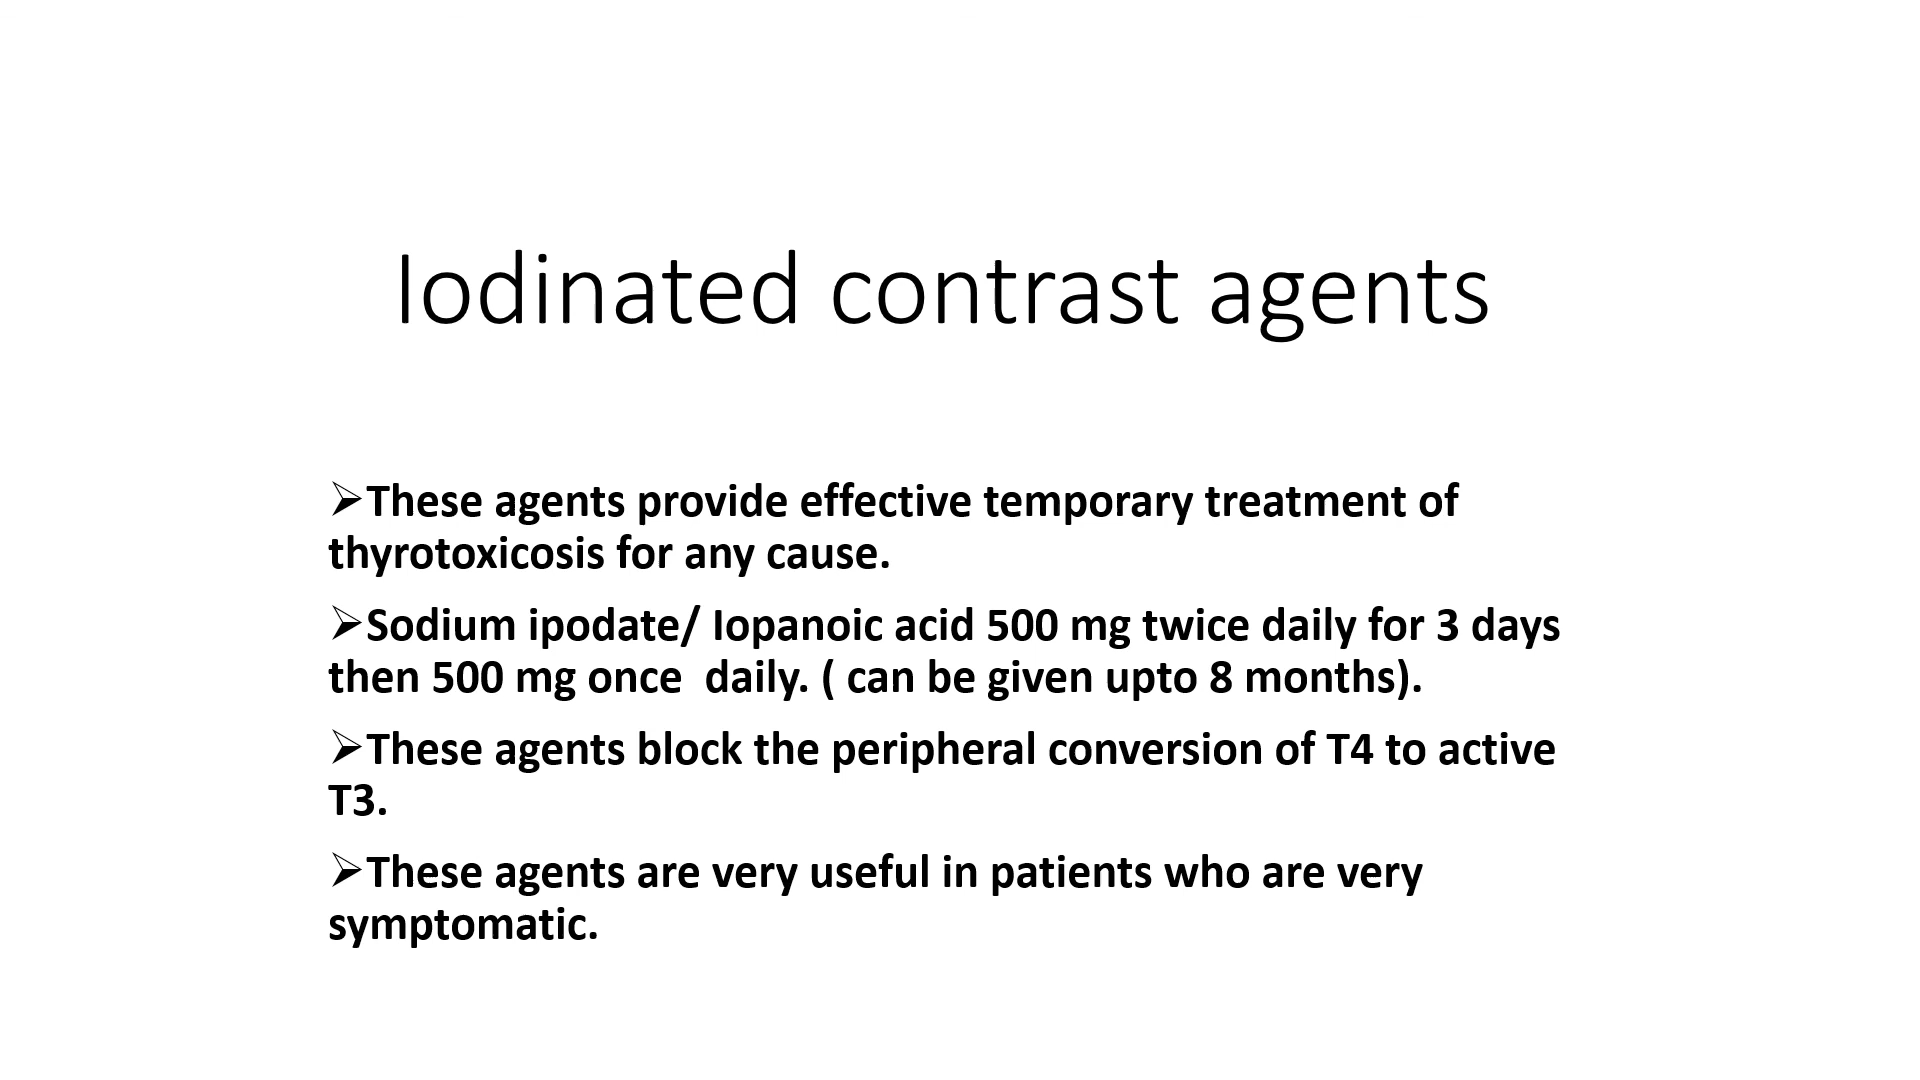 Iodinated contrast agents
➢These agents provide effective temporary treatment of
thyrotoxicosis for any cause.
➢Sodium ipodate/ Iopanoic acid 500 mg twice daily for 3 days
then 500 mg once  daily. ( can be given upto 8 months).
➢These agents block the peripheral conversion of T4 to active
T3.
➢These agents are very useful in patients who are very
symptomatic.